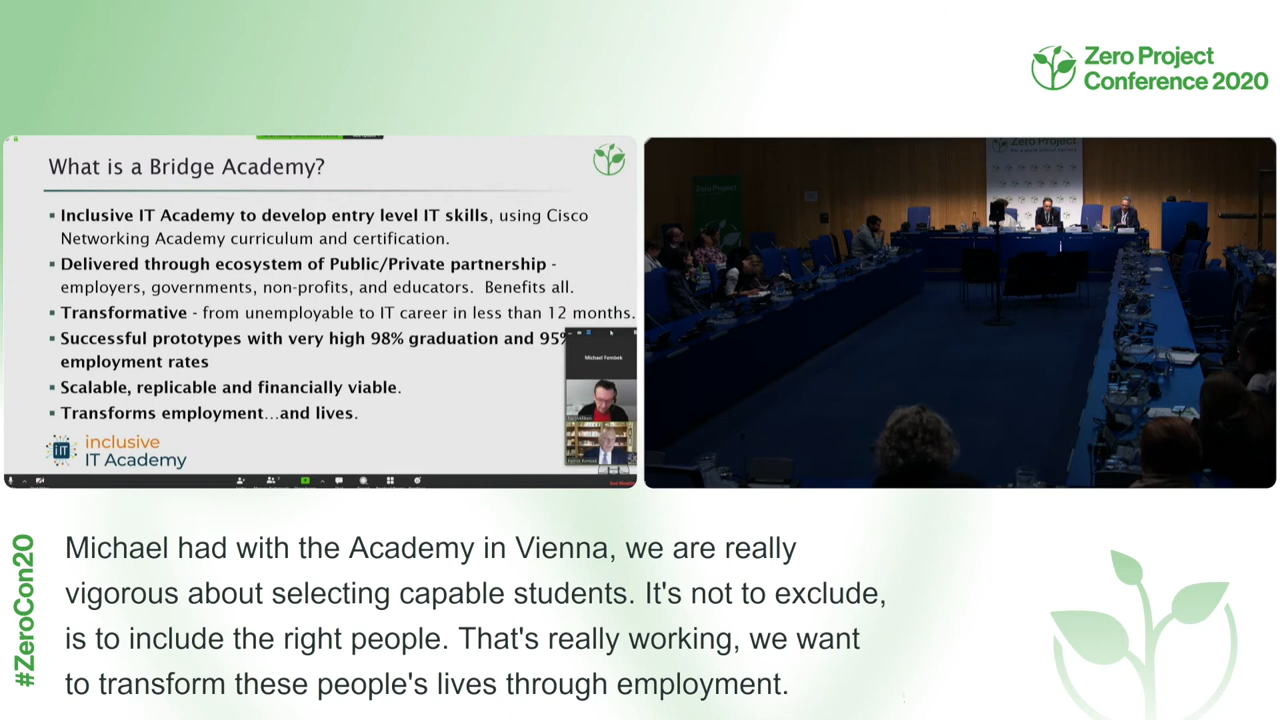 Zero Project
Conference 2020
What is a Bridge Academy?
Inclusive IT Academy to develop entry level IT skills, using Cisco
Networking Academy curriculum and certification.
Delivered through ecosystem of Public/Private partnership -
employers, governments, non-profits, and educators. Benefits all.
Transformative - from unemployable to IT career in less than 12 months.
Successful prototypes with very high 98% graduation and 95%
employment rates
Scalable, replicable and financially viable.
Transforms employment...and lives.
inclusive
IT Academy
Michael Fembek
Zero Project
Zero Project
#ZeroCon20
Michael had with the Academy in Vienna, we are really
vigorous about selecting capable students. It's not to exclude,
is to include the right people. That's really working, we want
to transform these people's lives through employment.